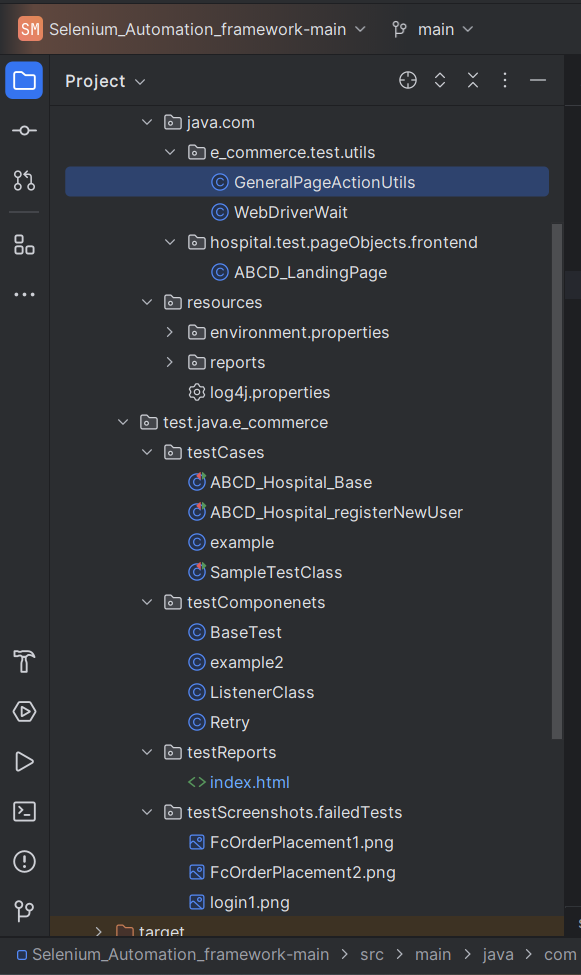 SM Selenium_Automation_framework-main main
Project
java.com
e_commerce.test.utils
GeneralPageActionUtils
WebDriverWait
hospital.test.pageObjects.frontend
ABCD_LandingPage
resources
environment.properties
reports
log4j.properties
test.java.e_commerce
testCases
ABCD_Hospital_Base
ABCD_Hospital_registerNewUser
example
SampleTestClass
testComponenets
BaseTest
example2
ListenerClass
Retry
testReports
index.html
testScreenshots.failedTests
FcOrderPlacement1.png
FcOrderPlacement2.png
login1.png
target
Selenium_Automation_framework-main > src > main > java > com